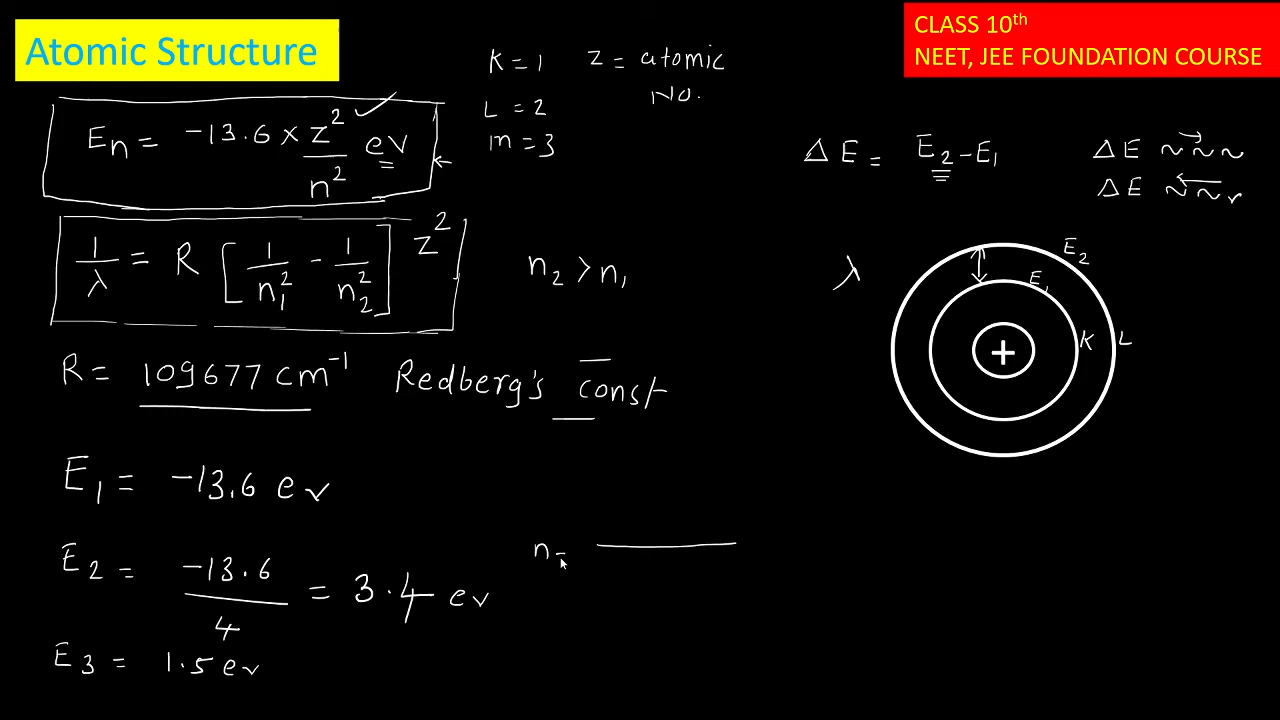 Atomic Structure
CLASS 10th
NEET, JEE FOUNDATION COURSE
K = 1
L = 2
m = 3
Z = atomic
No.
En = -13.6 × Z²/n² ev
1/λ = R [1/n₁² - 1/n₂²] Z²
n₂ > n₁
R = 109677 cm⁻¹ Redberg's const
E₁ = -13.6 ev
E₂ = -13.6/4 = 3.4 ev
E₃ = 1.5 ev
n =
ΔE = E₂ - E₁
ΔE
ΔE
λ
E₂
E₁
K
L
+